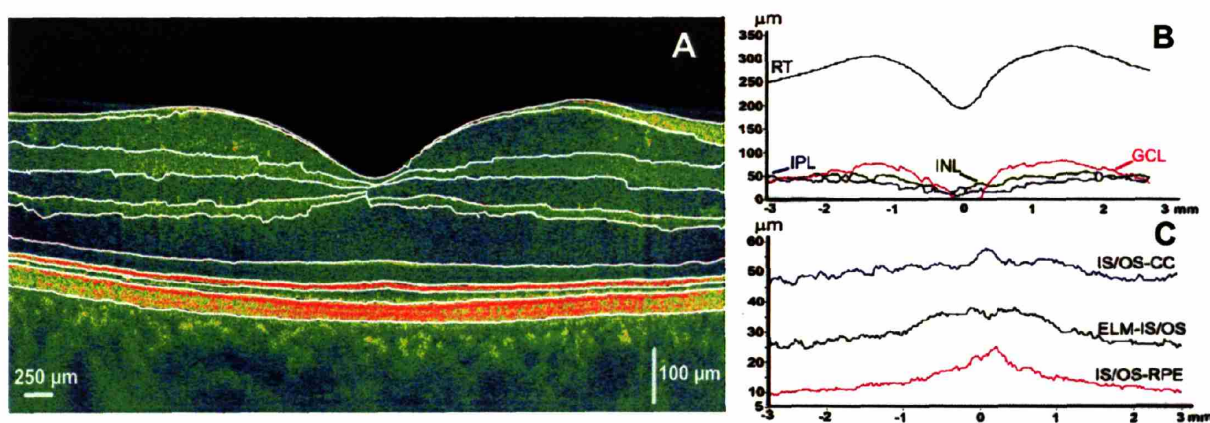 A
250 µm
100 µm
µm
B
350
300
RT
250
200
150
100
IPL
INL
GCL
50
0
-3 -2 -1 0 1 2 3 mm
µm
C
60
IS/OS-CC
50
40
ELM-IS/OS
30
20
IS/OS-RPE
10
5
-3 -2 -1 0 1 2 3 mm